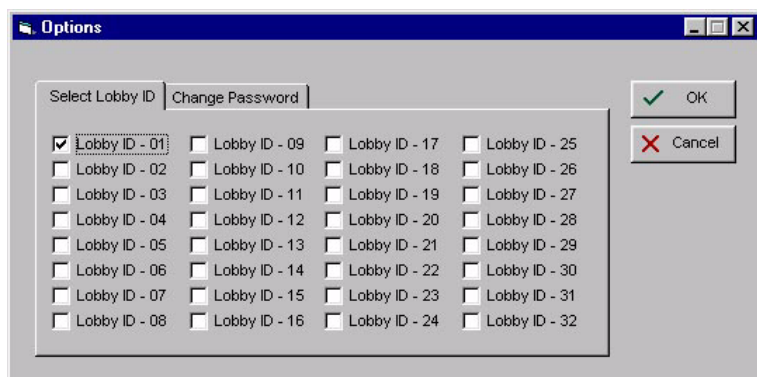 Options
Select Lobby ID Change Password
OK
Cancel
Lobby ID - 01 Lobby ID - 09 Lobby ID - 17 Lobby ID - 25
Lobby ID - 02 Lobby ID - 10 Lobby ID - 18 Lobby ID - 26
Lobby ID - 03 Lobby ID - 11 Lobby ID - 19 Lobby ID - 27
Lobby ID - 04 Lobby ID - 12 Lobby ID - 20 Lobby ID - 28
Lobby ID - 05 Lobby ID - 13 Lobby ID - 21 Lobby ID - 29
Lobby ID - 06 Lobby ID - 14 Lobby ID - 22 Lobby ID - 30
Lobby ID - 07 Lobby ID - 15 Lobby ID - 23 Lobby ID - 31
Lobby ID - 08 Lobby ID - 16 Lobby ID - 24 Lobby ID - 32